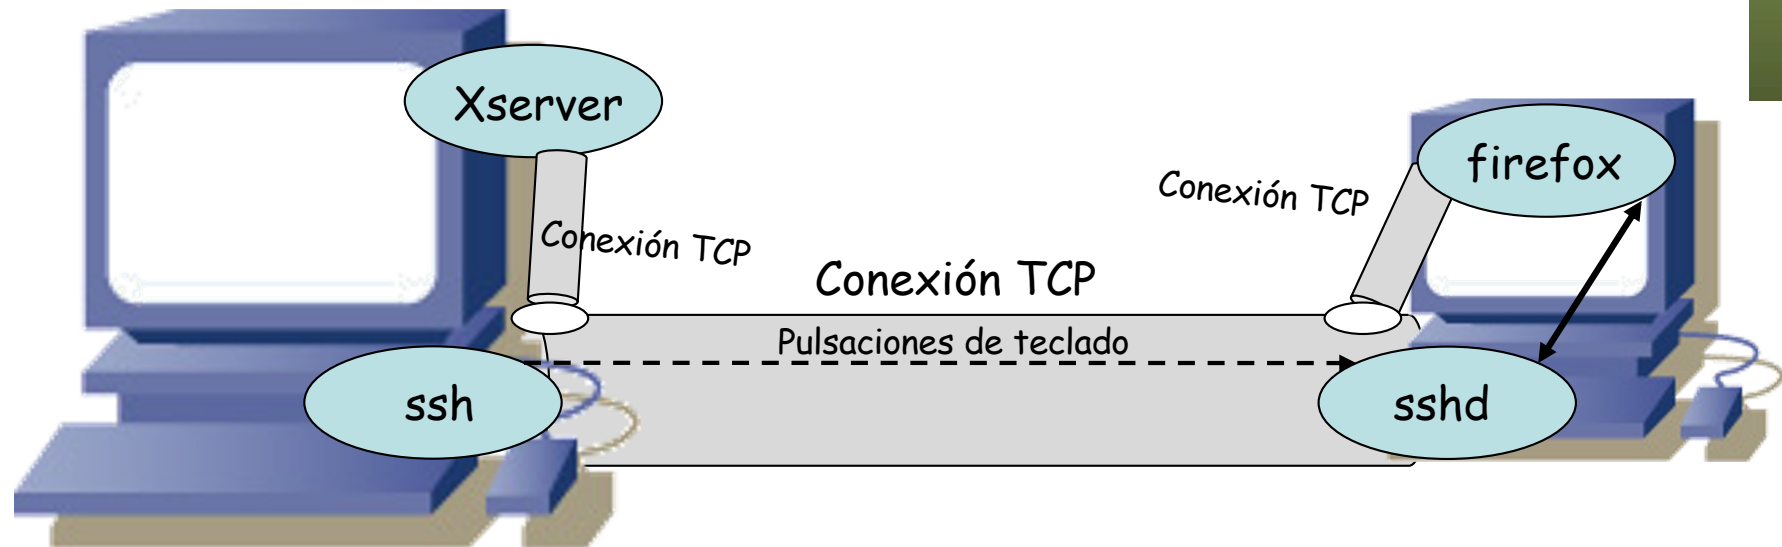 Xserver
firefox
Conexión TCP
Conexión TCP
Conexión TCP
Pulsaciones de teclado
ssh
sshd